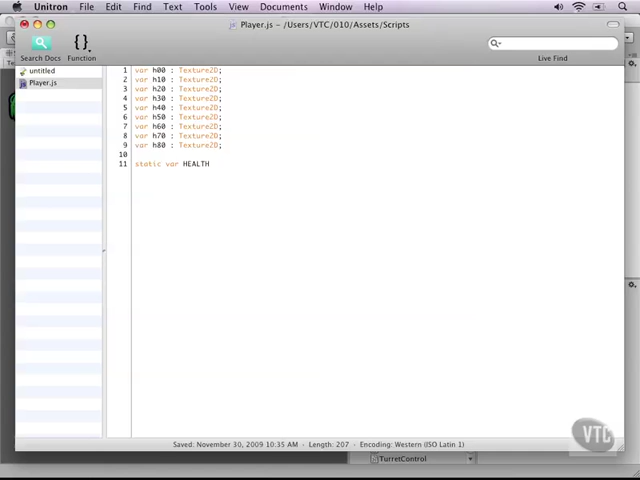 Unitron File Edit Find Text Tools View Documents Window Help
Player.js – /Users/VTC/010/Assets/Scripts
Search Docs Function Live Find
untitled
Player.js
1 var h00 : Texture2D;
2 var h10 : Texture2D;
3 var h20 : Texture2D;
4 var h30 : Texture2D;
5 var h40 : Texture2D;
6 var h50 : Texture2D;
7 var h60 : Texture2D;
8 var h70 : Texture2D;
9 var h80 : Texture2D;
10
11 static var HEALTH
Saved: November 30, 2009 10:35 AM - Length: 207 - Encoding: Western (ISO Latin 1)
VTC
TurretControl